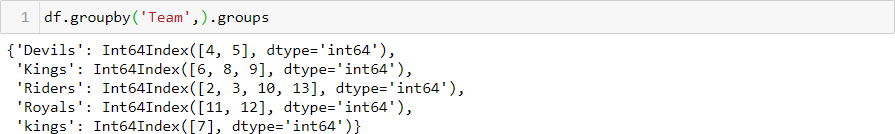 1 df.groupby('Team',).groups
{'Devils': Int64Index([4, 5], dtype='int64'),
'Kings': Int64Index([6, 8, 9], dtype='int64'),
'Riders': Int64Index([2, 3, 10, 13], dtype='int64'),
'Royals': Int64Index([11, 12], dtype='int64'),
'kings': Int64Index([7], dtype='int64')}